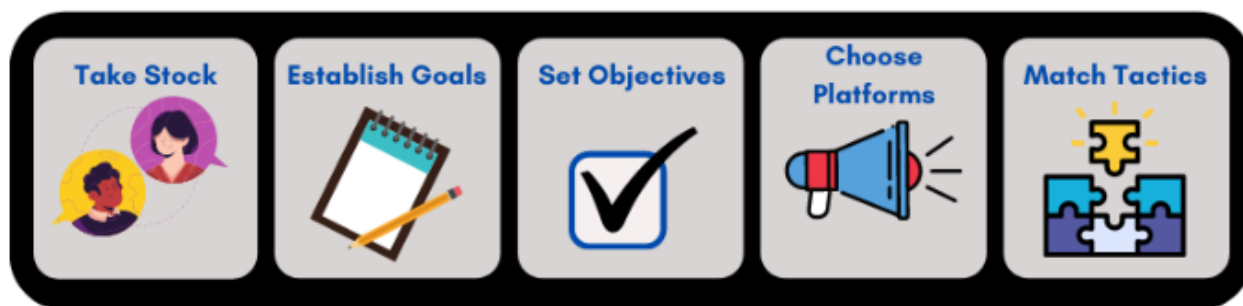 Take Stock
Establish Goals
Set Objectives
Choose
Platforms
Match Tactics